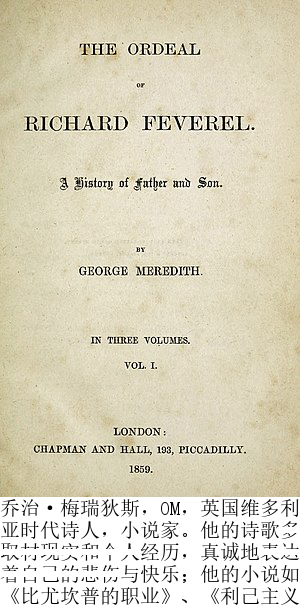 THE ORDEAL
OF
RICHARD FEVEREL.
A History of Father and Son.
BY
GEORGE MEREDITH.
IN THREE VOLUMES.
VOL. I.
LONDON:
CHAPMAN AND HALL, 193, PICCADILLY.
1859.
乔治·梅瑞狄斯，OM，英国维多利
亚时代诗人，小说家。他的诗歌多
取材现实和个人经历，真诚地表达
着自己的悲伤与快乐；他的小说如
《比尤坎普的职业》、《利己主义